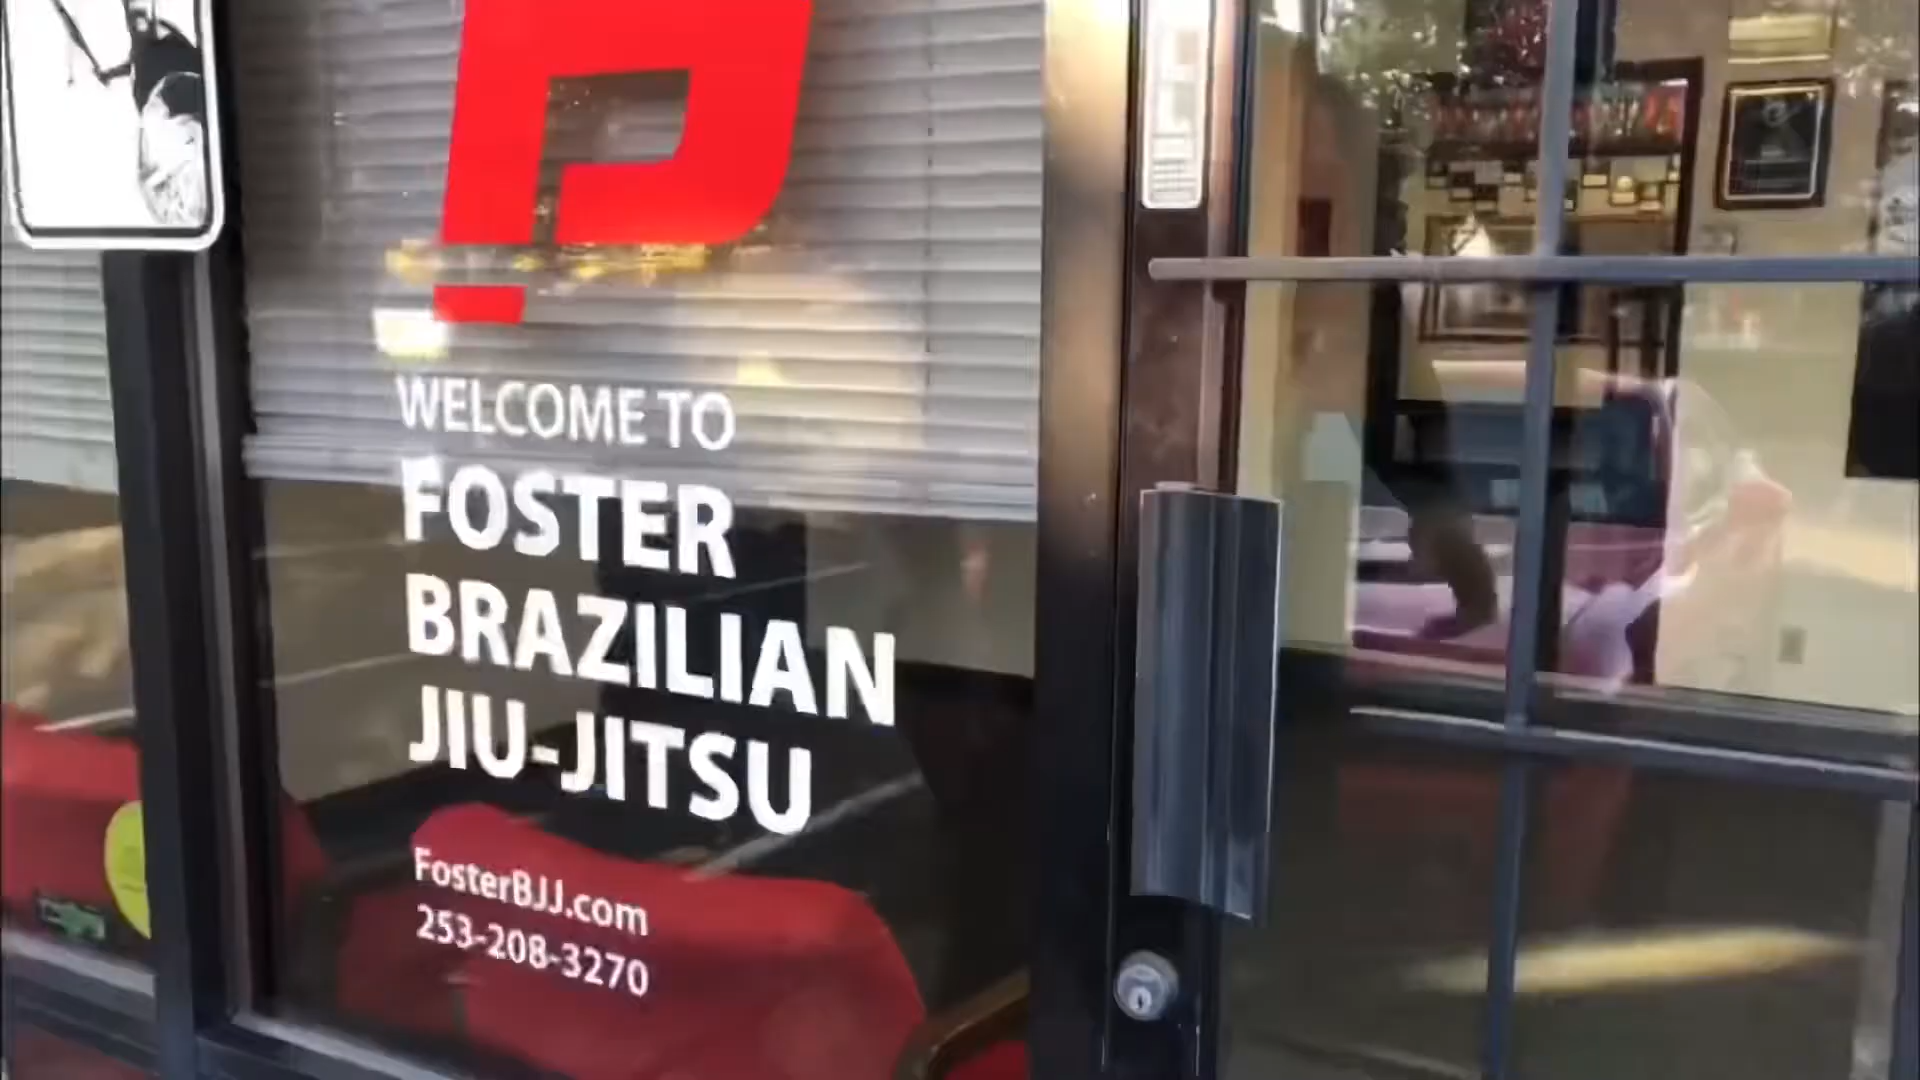 WELCOME TO
FOSTER
BRAZILIAN
JIU-JITSU
FosterBJJ.com
253-208-3270